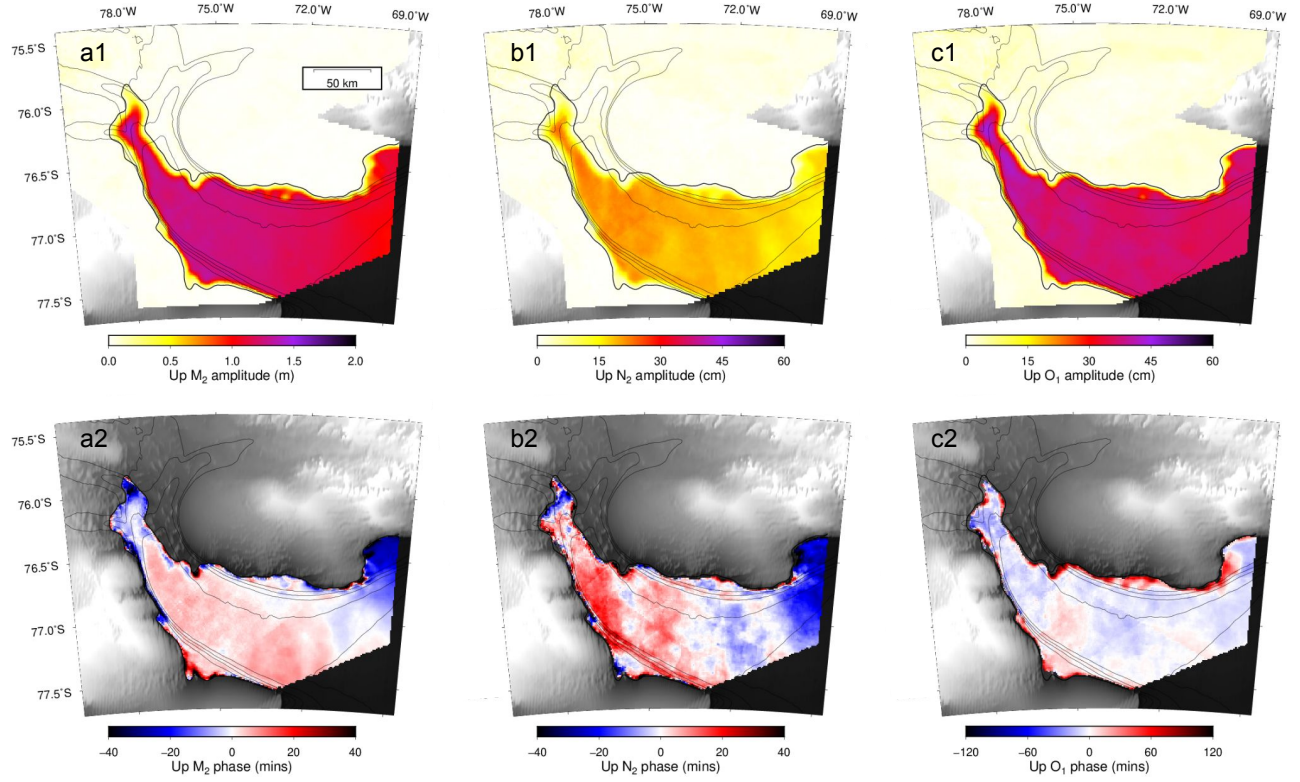 78.0˚W 75.0˚W 72.0˚W 69.0˚W
78.0˚W 75.0˚W 72.0˚W 69.0˚W
78.0˚W 75.0˚W 72.0˚W 69.0˚W
75.5˚S
76.0˚S
76.5˚S
77.0˚S
77.5˚S
a1
50 km
b1
c1
0.0 0.5 1.0 1.5 2.0
Up M₂ amplitude (m)
0 15 30 45 60
Up N₂ amplitude (cm)
0 15 30 45 60
Up O₁ amplitude (cm)
75.5˚S
76.0˚S
76.5˚S
77.0˚S
77.5˚S
a2
b2
c2
−40 −20 0 20 40
Up M₂ phase (mins)
−40 −20 0 20 40
Up N₂ phase (mins)
−120 −60 0 60 120
Up O₁ phase (mins)